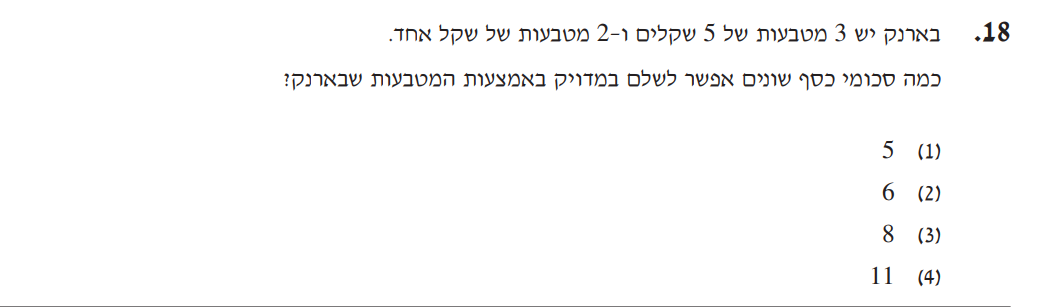 18. בארנק יש 3 מטבעות של 5 שקלים ו-2 מטבעות של שקל אחד.
כמה סכומי כסף שונים אפשר לשלם במדויק באמצעות המטבעות שבארנק?
(1) 5
(2) 6
(3) 8
(4) 11